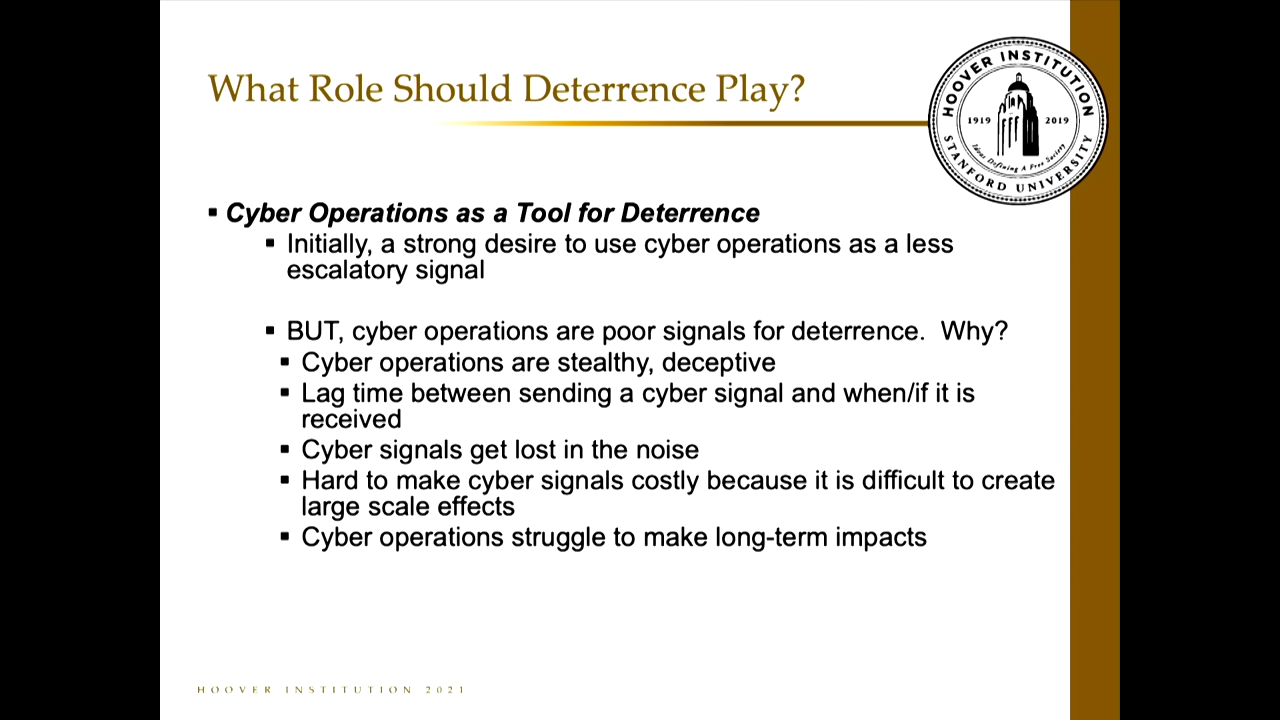 What Role Should Deterrence Play?
HOOVER INSTITUTION
1919 2019
Ideas Defining A Free Society
STANFORD UNIVERSITY
▪ Cyber Operations as a Tool for Deterrence
▪ Initially, a strong desire to use cyber operations as a less
escalatory signal
▪ BUT, cyber operations are poor signals for deterrence.  Why?
▪ Cyber operations are stealthy, deceptive
▪ Lag time between sending a cyber signal and when/if it is
received
▪ Cyber signals get lost in the noise
▪ Hard to make cyber signals costly because it is difficult to create
large scale effects
▪ Cyber operations struggle to make long-term impacts
HOOVER INSTITUTION 2021